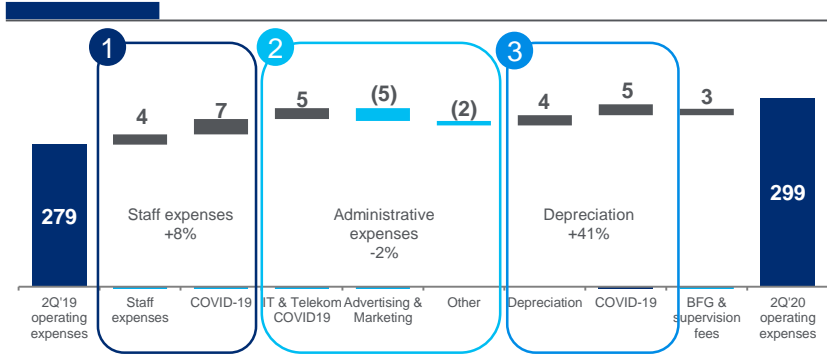 1
2
3
4
7
5
(5)
(2)
4
5
3
279
299
Staff expenses
+8%
Administrative
expenses
-2%
Depreciation
+41%
2Q'19
operating
expenses
Staff
expenses
COVID-19
IT & Telekom
COVID19
Advertising &
Marketing
Other
Depreciation
COVID-19
BFG &
supervision
fees
2Q'20
operating
expenses